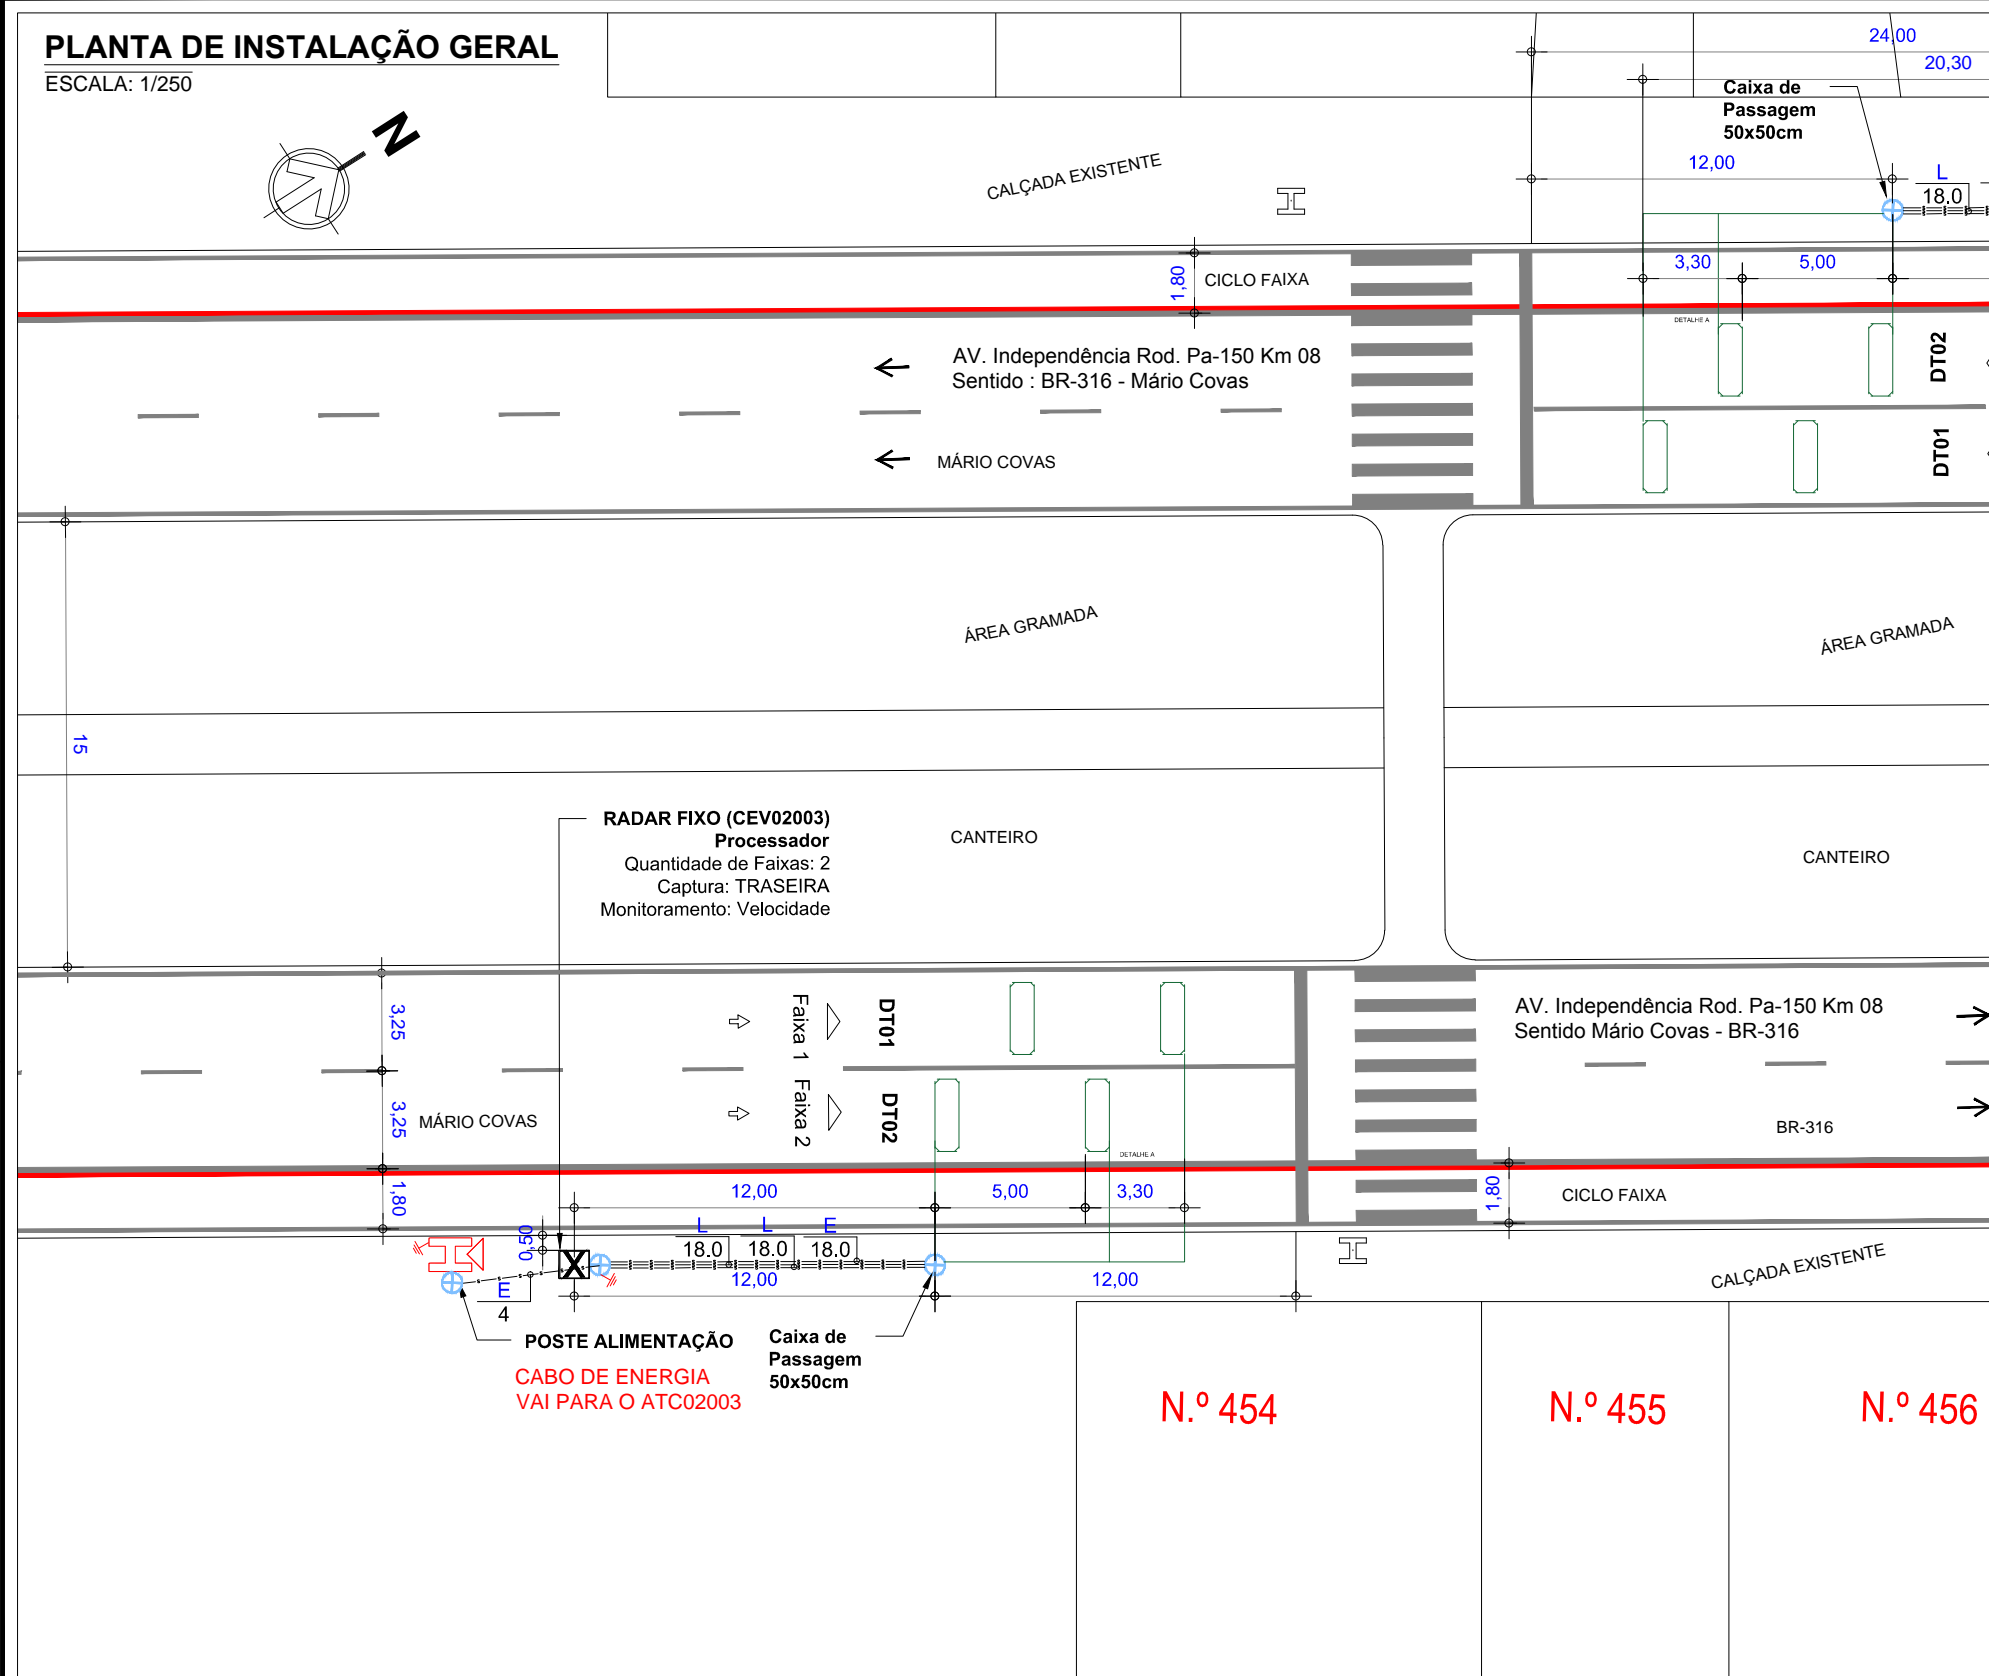 PLANTA DE INSTALAÇÃO GERAL
ESCALA: 1/250
N
24,00
20,30
Caixa de
Passagem
50x50cm
12,00
L
18.0
CALÇADA EXISTENTE
3,30
5,00
1,80
CICLO FAIXA
DETALHE A
AV. Independência Rod. Pa-150 Km 08
Sentido : BR-316 - Mário Covas
DT02
MÁRIO COVAS
DT01
ÁREA GRAMADA
ÁREA GRAMADA
15
RADAR FIXO (CEV02003)
Processador
Quantidade de Faixas: 2
Captura: TRASEIRA
Monitoramento: Velocidade
CANTEIRO
CANTEIRO
3,25
Faixa 1
DT01
AV. Independência Rod. Pa-150 Km 08
Sentido Mário Covas - BR-316
3,25
MÁRIO COVAS
Faixa 2
DT02
BR-316
DETALHE A
1,80
12,00
5,00
3,30
1,80
CICLO FAIXA
0,50
L
18.0
L
18.0
E
18.0
X
12,00
12,00
CALÇADA EXISTENTE
E
4
POSTE ALIMENTAÇÃO
CABO DE ENERGIA
VAI PARA O ATC02003
Caixa de
Passagem
50x50cm
N.º 454
N.º 455
N.º 456